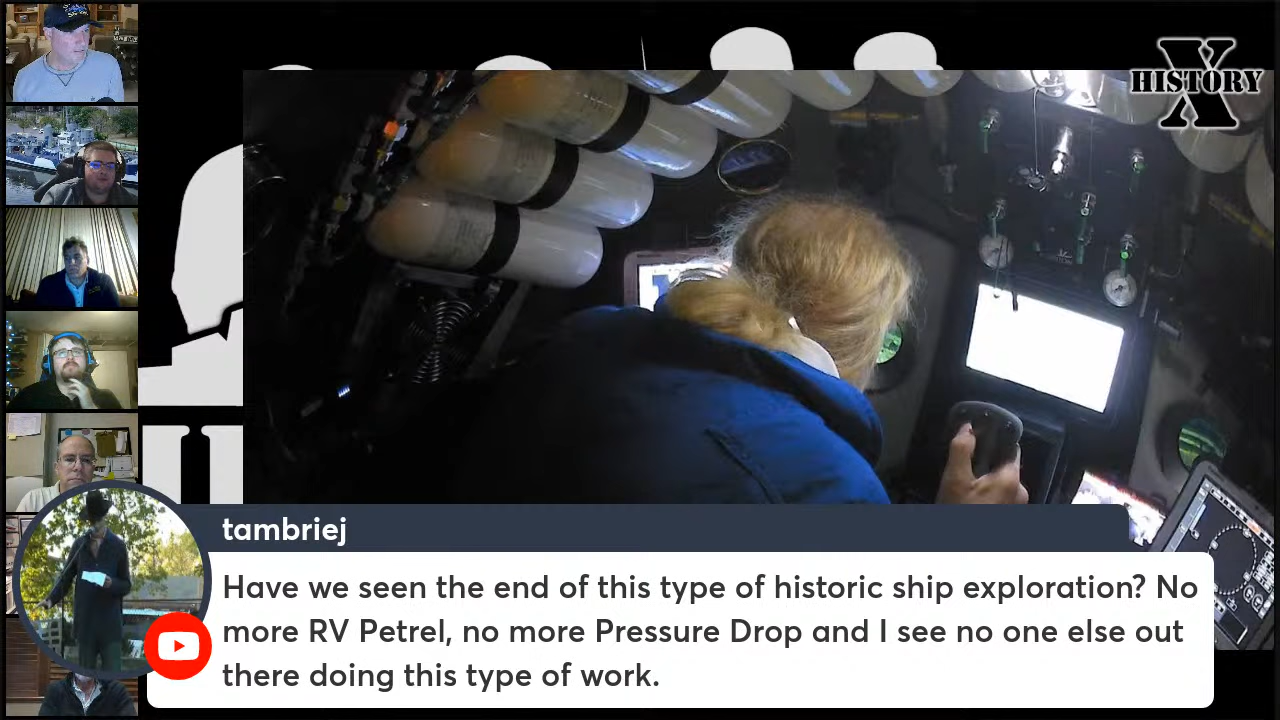 HISTORY
X
tambriej
Have we seen the end of this type of historic ship exploration? No
more RV Petrel, no more Pressure Drop and I see no one else out
there doing this type of work.